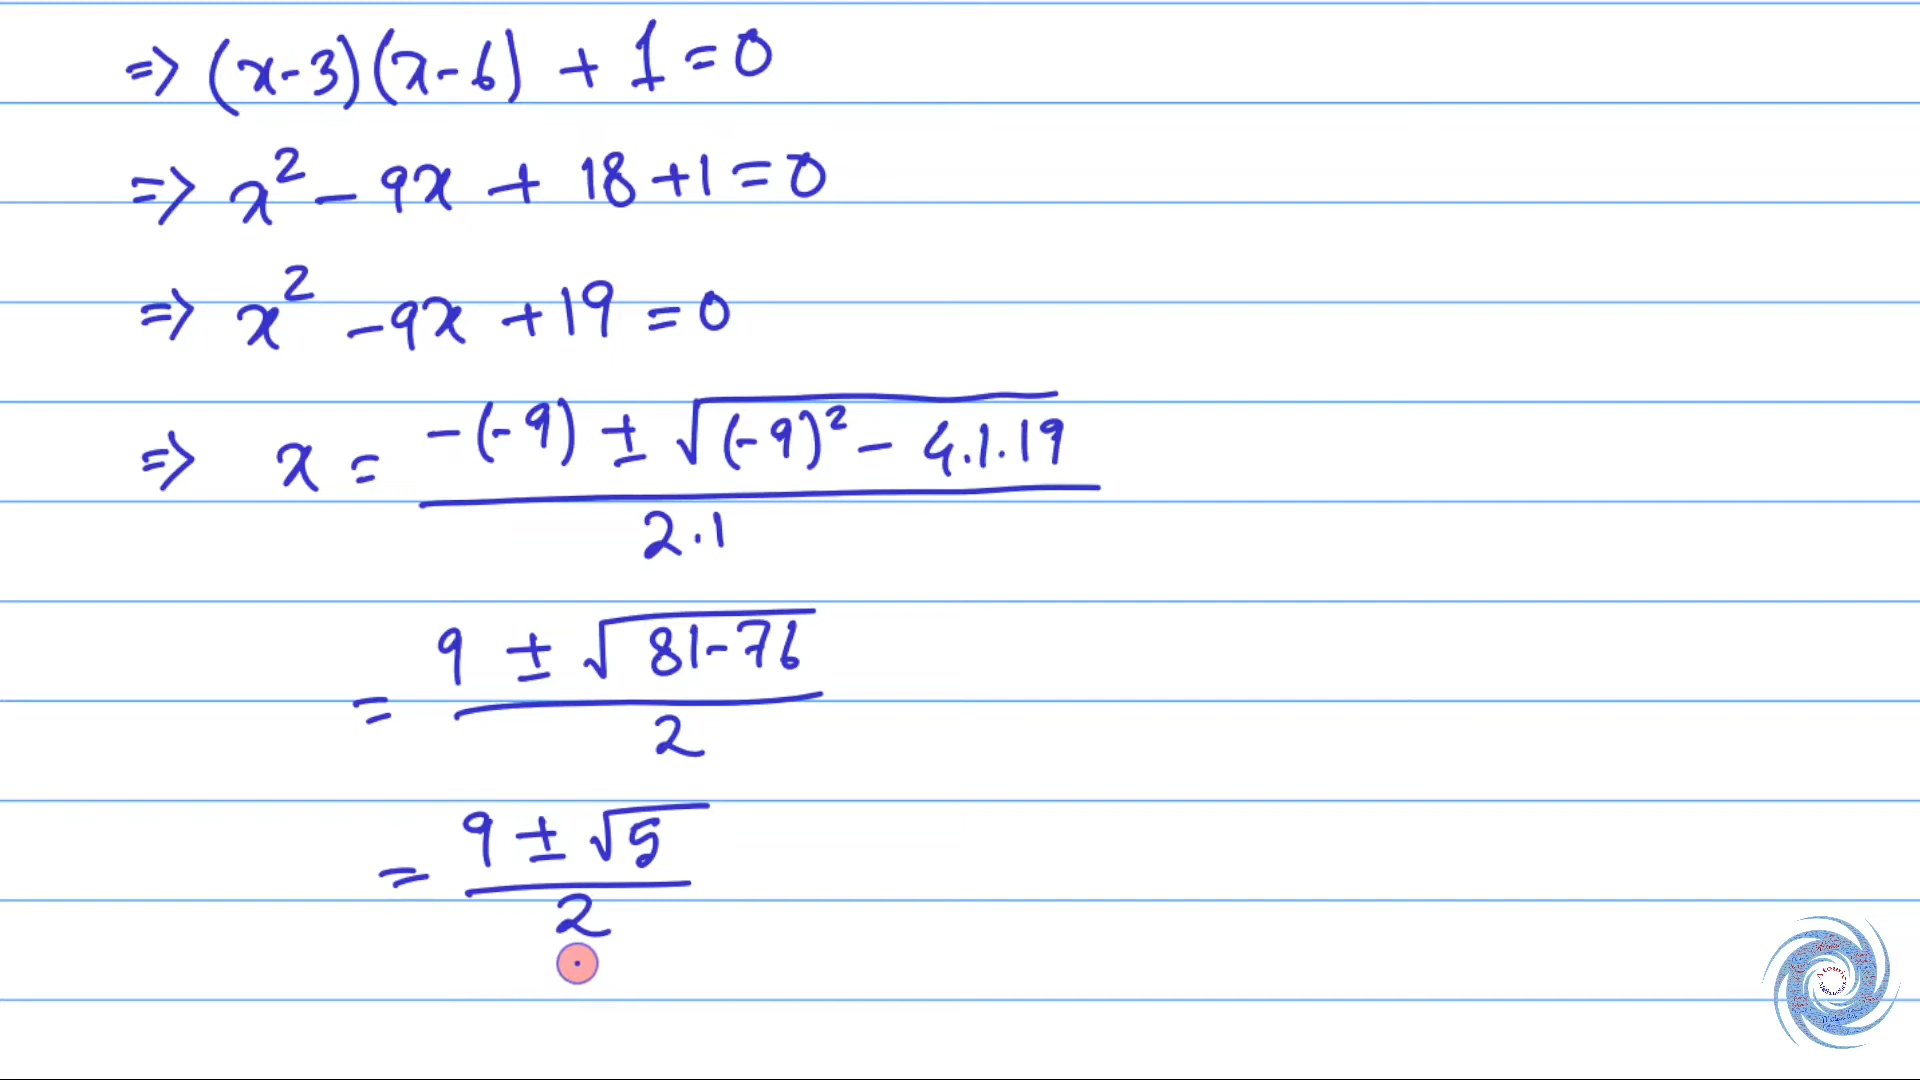 ⇒ (x-3)(x-6) + 1 = 0
⇒ x² - 9x + 18 + 1 = 0
⇒ x² - 9x + 19 = 0
⇒ x = (-(-9) ± √((-9)² - 4.1.19)) / (2·1)
= (9 ± √(81-76)) / 2
= (9 ± √5) / 2